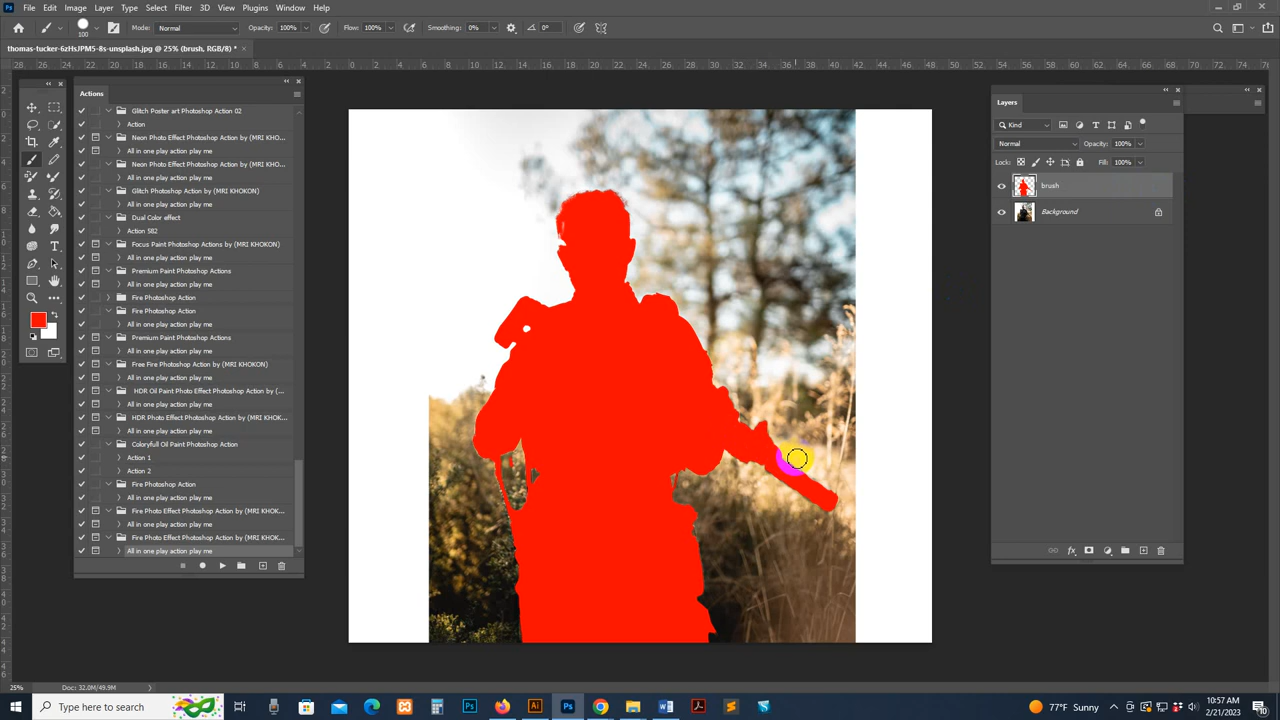 File Edit Image Layer Type Select Filter 3D View Plugins Window Help
100 Mode: Normal Opacity: 100% Flow: 100% Smoothing: 0% 0°
thomas-tucker-6zHsJPM5-8s-unsplash.jpg @ 25% (brush, RGB/8) * ×
Actions
Glitch Poster art Photoshop Action 02
Action
Neon Photo Effect Photoshop Action by (MRI KHO...
All in one play action play me
Neon Photo Effect Photoshop Action by (MRI KHO...
All in one play action play me
Glitch Photoshop Action by (MRI KHOKON)
All in one play action play me
Dual Color effect
Action 582
Focus Paint Photoshop Actions by (MRI KHOKON)
All in one play action play me
Premium Paint Photoshop Actions
All in one play action play me
Fire Photoshop Action
Fire Photoshop Action
All in one play action play me
Premium Paint Photoshop Actions
All in one play action play me
Free Fire Photoshop Action by (MRI KHOKON)
All in one play action play me
HDR Oil Paint Photo Effect Photoshop Action by (...
All in one play action play me
HDR Photo Effect Photoshop Action by (MRI KHOK...
All in one play action play me
Coloryfull Oil Paint Photoshop Action
Action 1
Action 2
Fire Photoshop Action
All in one play action play me
Fire Photo Effect Photoshop Action by (MRI KHOK...
All in one play action play me
Fire Photo Effect Photoshop Action by (MRI KHOK...
All in one play action play me
Layers
Kind
Normal Opacity: 100%
Lock: Fill: 100%
brush
Background
25% Doc: 32.0M/49.9M
Type here to search
77°F Sunny
10:57 AM
2/21/2023